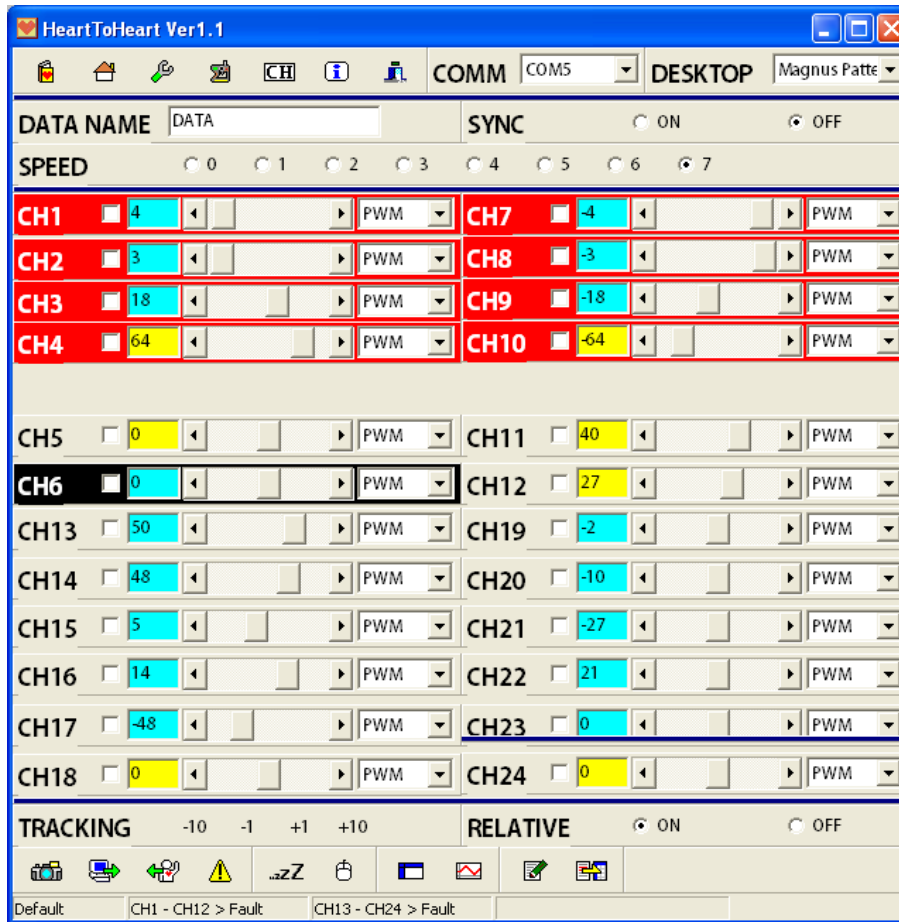 HeartToHeart Ver1.1
CH COMM COM5 DESKTOP Magnus Patte
DATA NAME DATA SYNC ON OFF
SPEED 0 1 2 3 4 5 6 7
CH1 4 PWM CH7 -4 PWM
CH2 3 PWM CH8 -3 PWM
CH3 18 PWM CH9 -18 PWM
CH4 64 PWM CH10 -64 PWM
CH5 0 PWM CH11 40 PWM
CH6 0 PWM CH12 27 PWM
CH13 50 PWM CH19 -2 PWM
CH14 48 PWM CH20 -10 PWM
CH15 5 PWM CH21 -27 PWM
CH16 14 PWM CH22 21 PWM
CH17 -48 PWM CH23 0 PWM
CH18 0 PWM CH24 0 PWM
TRACKING -10 -1 +1 +10 RELATIVE ON OFF
..zzZ
Default CH1 - CH12 > Fault CH13 - CH24 > Fault